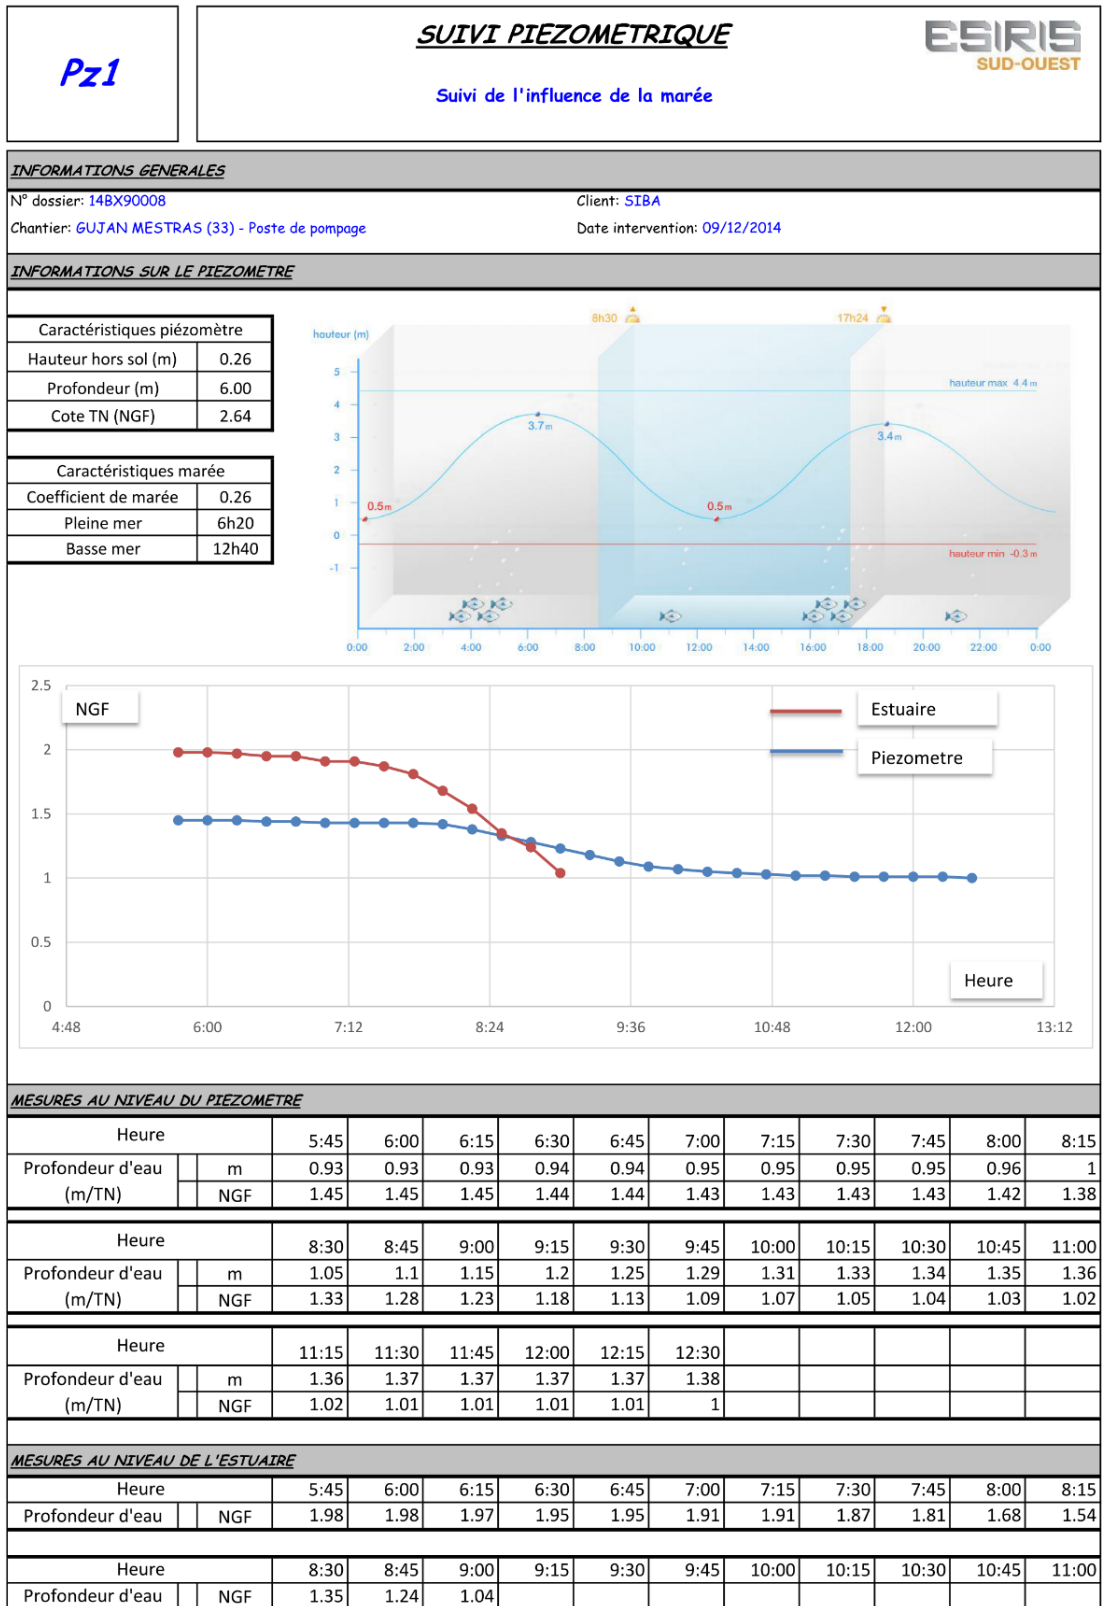 Pz1
SUIVI PIEZOMETRIQUE
Suivi de l'influence de la marée
ESIRIS
SUD-OUEST
INFORMATIONS GENERALES
N° dossier: 14BX90008 Client: SIBA
Chantier: GUJAN MESTRAS (33) - Poste de pompage Date intervention: 09/12/2014
INFORMATIONS SUR LE PIEZOMETRE
Caractéristiques piézomètre
Hauteur hors sol (m) 0.26
Profondeur (m) 6.00
Cote TN (NGF) 2.64
Caractéristiques marée
Coefficient de marée 0.26
Pleine mer 6h20
Basse mer 12h40
8h30 17h24
hauteur (m)
5
hauteur max 4.4 m
4
3.7 m
3.4 m
3
2
1
0.5 m 0.5 m
0
hauteur min -0.3 m
-1
0:00 2:00 4:00 6:00 8:00 10:00 12:00 14:00 16:00 18:00 20:00 22:00 0:00
2.5
NGF
Estuaire
2
Piezometre
1.5
1
0.5
Heure
0
4:48 6:00 7:12 8:24 9:36 10:48 12:00 13:12
MESURES AU NIVEAU DU PIEZOMETRE
Heure 5:45 6:00 6:15 6:30 6:45 7:00 7:15 7:30 7:45 8:00 8:15
Profondeur d'eau m 0.93 0.93 0.93 0.94 0.94 0.95 0.95 0.95 0.95 0.96 1
(m/TN) NGF 1.45 1.45 1.45 1.44 1.44 1.43 1.43 1.43 1.43 1.42 1.38
Heure 8:30 8:45 9:00 9:15 9:30 9:45 10:00 10:15 10:30 10:45 11:00
Profondeur d'eau m 1.05 1.1 1.15 1.2 1.25 1.29 1.31 1.33 1.34 1.35 1.36
(m/TN) NGF 1.33 1.28 1.23 1.18 1.13 1.09 1.07 1.05 1.04 1.03 1.02
Heure 11:15 11:30 11:45 12:00 12:15 12:30
Profondeur d'eau m 1.36 1.37 1.37 1.37 1.37 1.38
(m/TN) NGF 1.02 1.01 1.01 1.01 1.01 1
MESURES AU NIVEAU DE L'ESTUAIRE
Heure 5:45 6:00 6:15 6:30 6:45 7:00 7:15 7:30 7:45 8:00 8:15
Profondeur d'eau NGF 1.98 1.98 1.97 1.95 1.95 1.91 1.91 1.87 1.81 1.68 1.54
Heure 8:30 8:45 9:00 9:15 9:30 9:45 10:00 10:15 10:30 10:45 11:00
Profondeur d'eau NGF 1.35 1.24 1.04